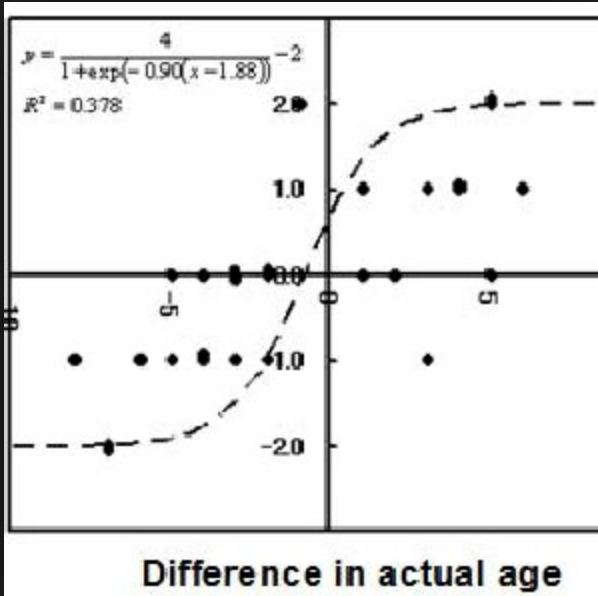 4
y = ———————————————— −2
1+exp(−0.90(x−1.88))
R² = 0.378
2.0
1.0
0.0
-5
0
5
10
-1.0
-2.0
Difference in actual age